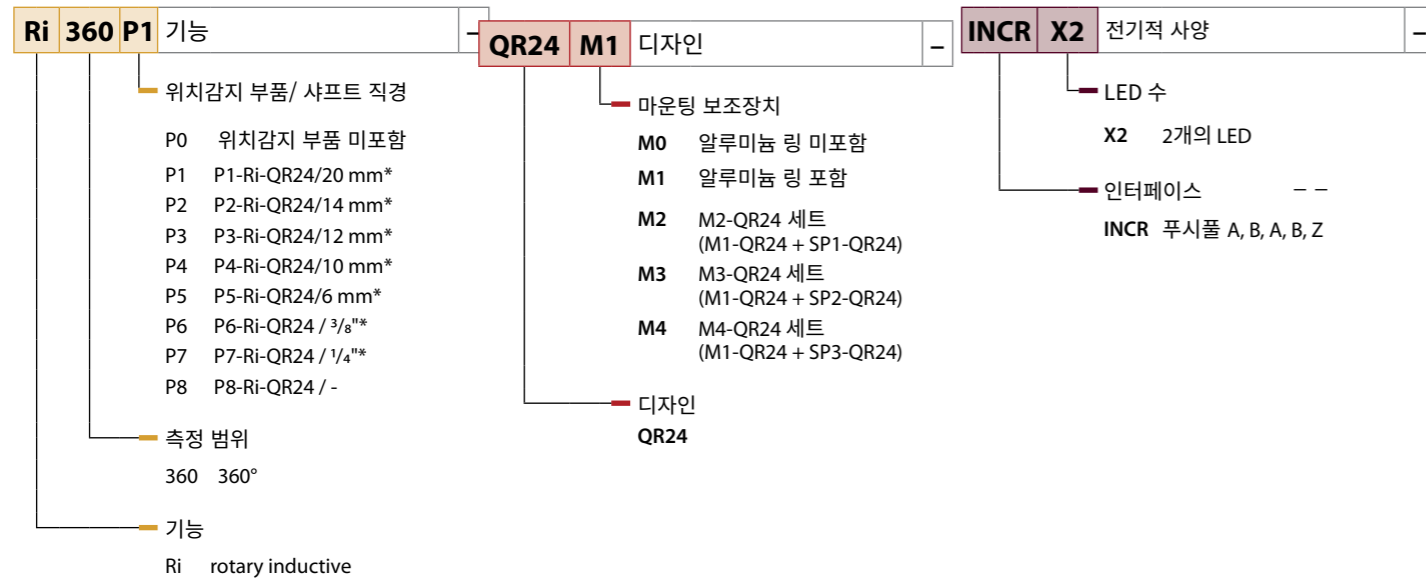 Ri 360 P1 기능 –
위치감지 부품/ 샤프트 직경
P0 위치감지 부품 미포함
P1 P1-Ri-QR24/20 mm*
P2 P2-Ri-QR24/14 mm*
P3 P3-Ri-QR24/12 mm*
P4 P4-Ri-QR24/10 mm*
P5 P5-Ri-QR24/6 mm*
P6 P6-Ri-QR24 / ³/₈"*
P7 P7-Ri-QR24 / ¹/₄"*
P8 P8-Ri-QR24 / -
측정 범위
360 360°
기능
Ri rotary inductive
QR24 M1 디자인 –
마운팅 보조장치
M0 알루미늄 링 미포함
M1 알루미늄 링 포함
M2 M2-QR24 세트
(M1-QR24 + SP1-QR24)
M3 M3-QR24 세트
(M1-QR24 + SP2-QR24)
M4 M4-QR24 세트
(M1-QR24 + SP3-QR24)
디자인
QR24
INCR X2 전기적 사양 –
LED 수
X2 2개의 LED
인터페이스 – –
INCR 푸시풀 A, B, A, B, Z